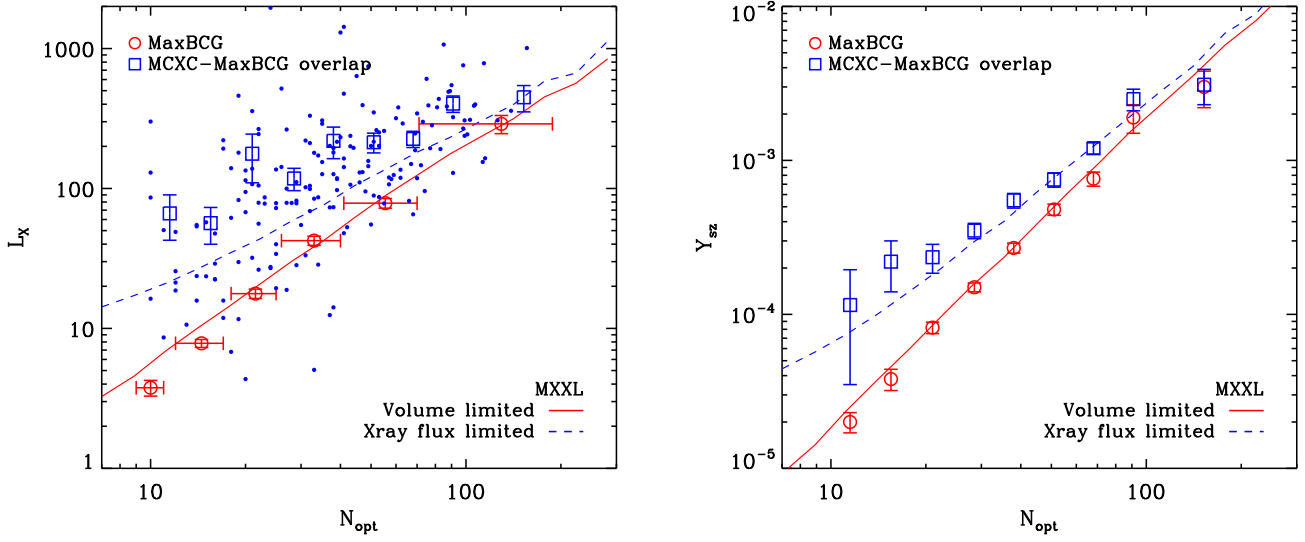 1000
100
10
1
L_X
10
100
N_opt
MaxBCG
MCXC-MaxBCG overlap
MXXL
Volume limited
Xray flux limited
10^-2
10^-3
10^-4
10^-5
Y_sz
10
100
N_opt
MaxBCG
MCXC-MaxBCG overlap
MXXL
Volume limited
Xray flux limited